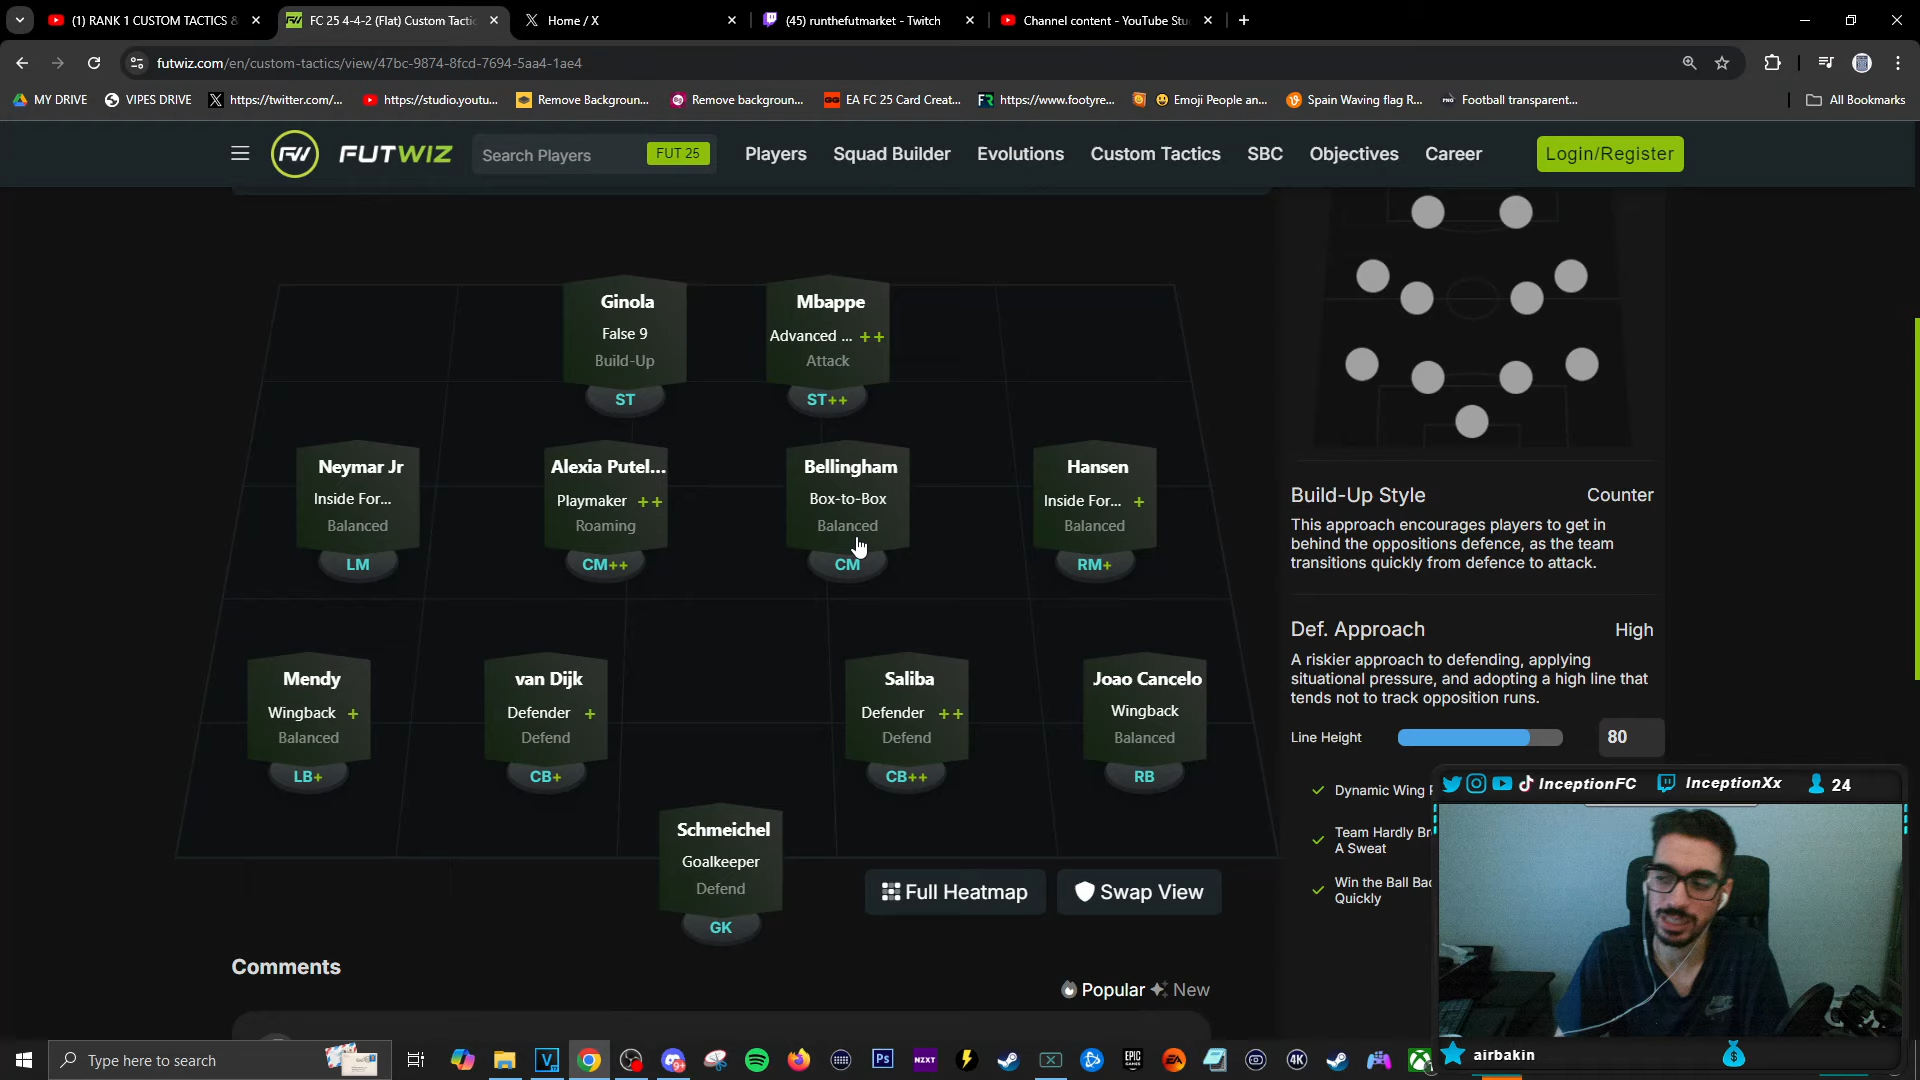 (1) RANK 1 CUSTOM TACTICS &
FC 25 4-4-2 (Flat) Custom Tactic
Home / X
(45) runthefutmarket - Twitch
Channel content - YouTube Stu
futwiz.com/en/custom-tactics/view/47bc-9874-8fcd-7694-5aa4-1ae4
MY DRIVE
VIPES DRIVE
https://twitter.com/...
https://studio.youtu...
Remove Backgroun...
Remove backgroun...
EA FC 25 Card Creat...
https://www.footyre...
Emoji People an...
Spain Waving flag R...
Football transparent...
All Bookmarks
FW FUTWIZ
Search Players
FUT 25
Players
Squad Builder
Evolutions
Custom Tactics
SBC
Objectives
Career
Login/Register
Ginola
False 9
Build-Up
ST
Mbappe
Advanced ... ++
Attack
ST++
Neymar Jr
Inside For...
Balanced
LM
Alexia Putel...
Playmaker ++
Roaming
CM++
Bellingham
Box-to-Box
Balanced
CM
Hansen
Inside For... +
Balanced
RM+
Mendy
Wingback +
Balanced
LB+
van Dijk
Defender +
Defend
CB+
Saliba
Defender ++
Defend
CB++
Joao Cancelo
Wingback
Balanced
RB
Schmeichel
Goalkeeper
Defend
GK
Full Heatmap
Swap View
Comments
Popular
New
Build-Up Style Counter
This approach encourages players to get in
behind the oppositions defence, as the team
transitions quickly from defence to attack.
Def. Approach High
A riskier approach to defending, applying
situational pressure, and adopting a high line that
tends not to track opposition runs.
Line Height 80
Dynamic Wing
Team Hardly Br
A Sweat
Win the Ball Bac
Quickly
InceptionFC
InceptionXx
24
airbakin
Type here to search
V
9+
Ps
NZXT
EPIC GAMES
EA
4K